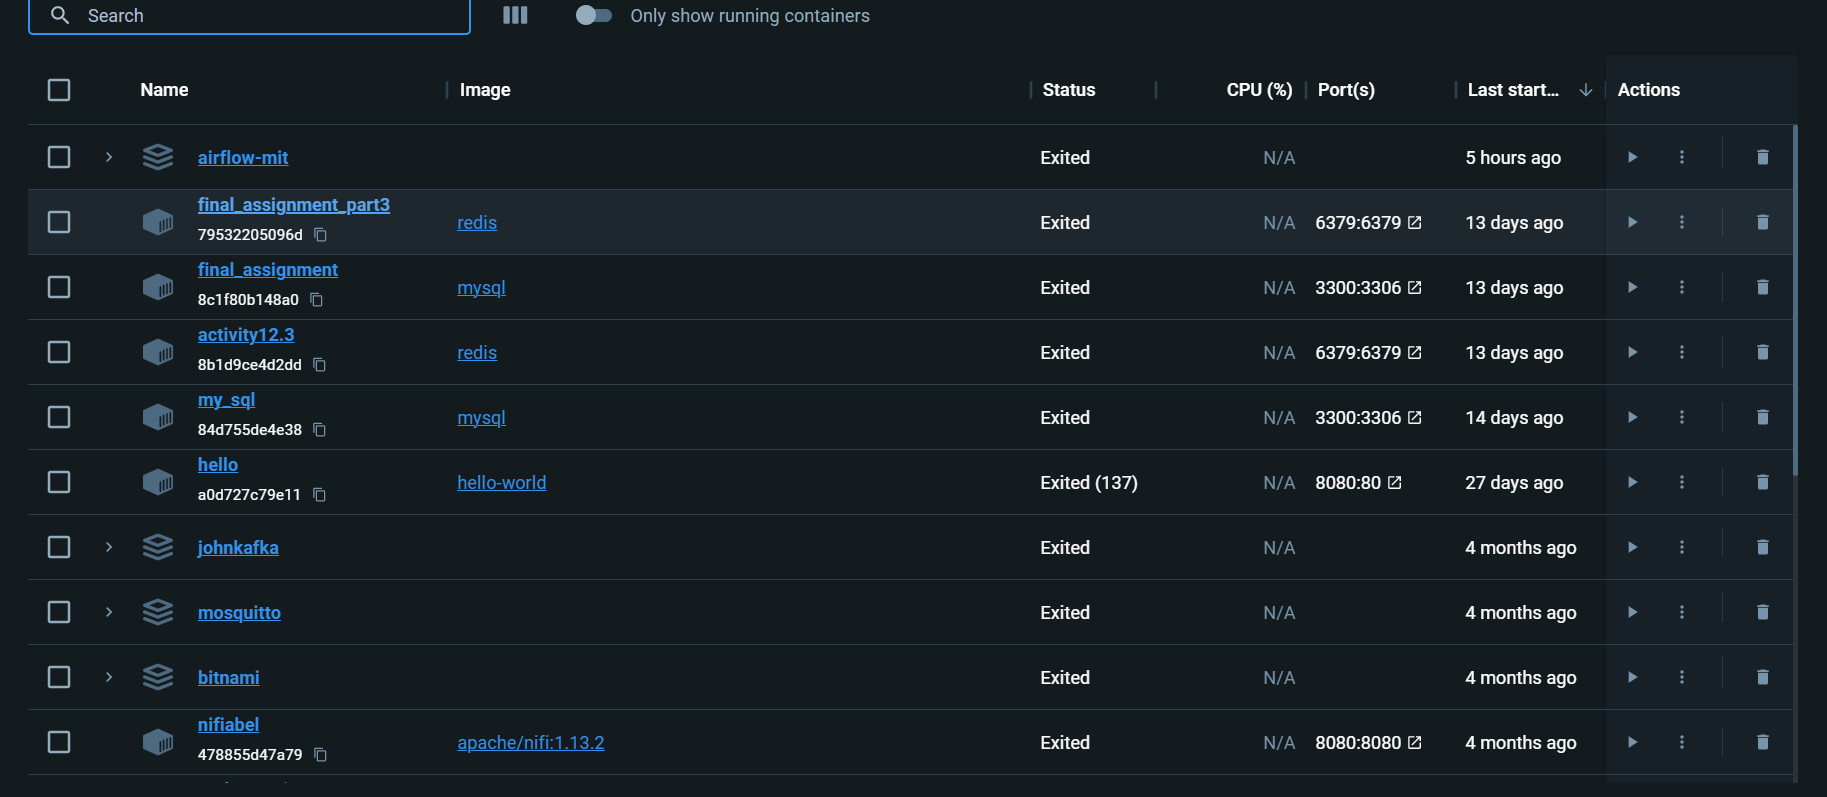 Search
Only show running containers
Name Image Status CPU (%) Port(s) Last start... Actions
airflow-mit Exited N/A 5 hours ago
final_assignment_part3
79532205096d redis Exited N/A 6379:6379 13 days ago
final_assignment
8c1f80b148a0 mysql Exited N/A 3300:3306 13 days ago
activity12.3
8b1d9ce4d2dd redis Exited N/A 6379:6379 13 days ago
my_sql
84d755de4e38 mysql Exited N/A 3300:3306 14 days ago
hello
a0d727c79e11 hello-world Exited (137) N/A 8080:80 27 days ago
johnkafka Exited N/A 4 months ago
mosquitto Exited N/A 4 months ago
bitnami Exited N/A 4 months ago
nifiabel
478855d47a79 apache/nifi:1.13.2 Exited N/A 8080:8080 4 months ago